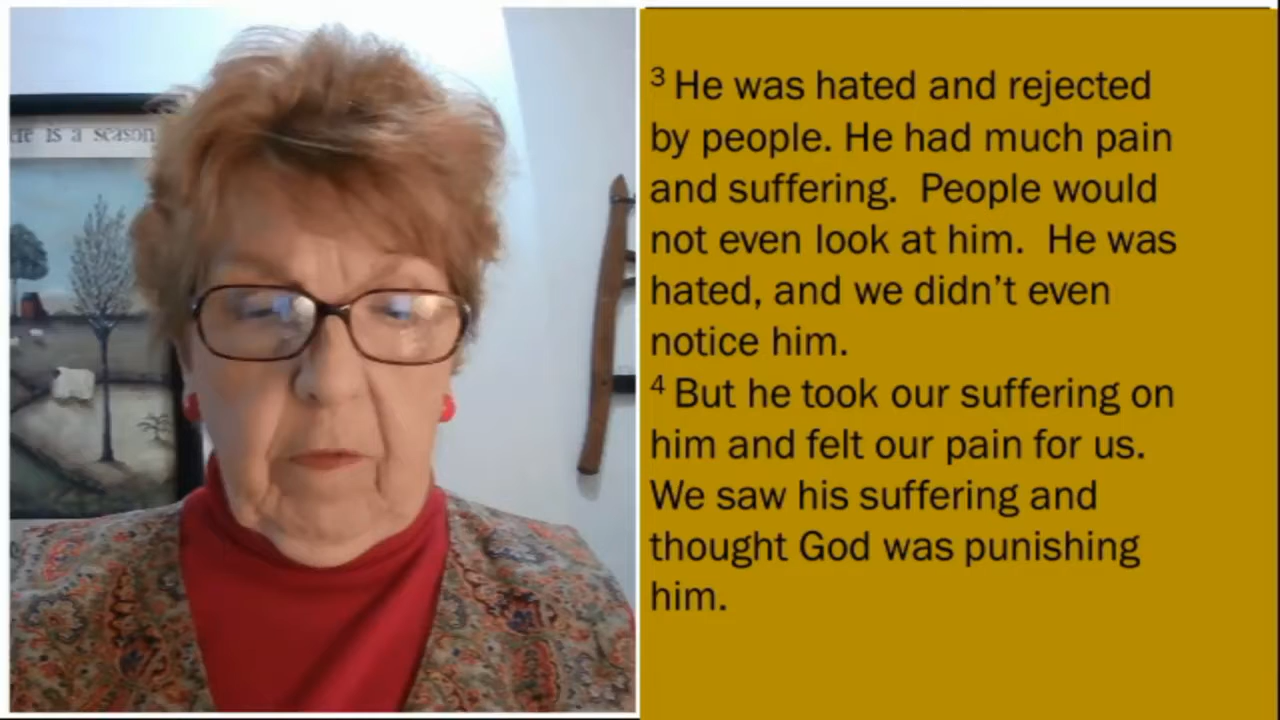 ere is a season
³ He was hated and rejected
by people. He had much pain
and suffering.  People would
not even look at him.  He was
hated, and we didn’t even
notice him.
⁴ But he took our suffering on
him and felt our pain for us.
We saw his suffering and
thought God was punishing
him.